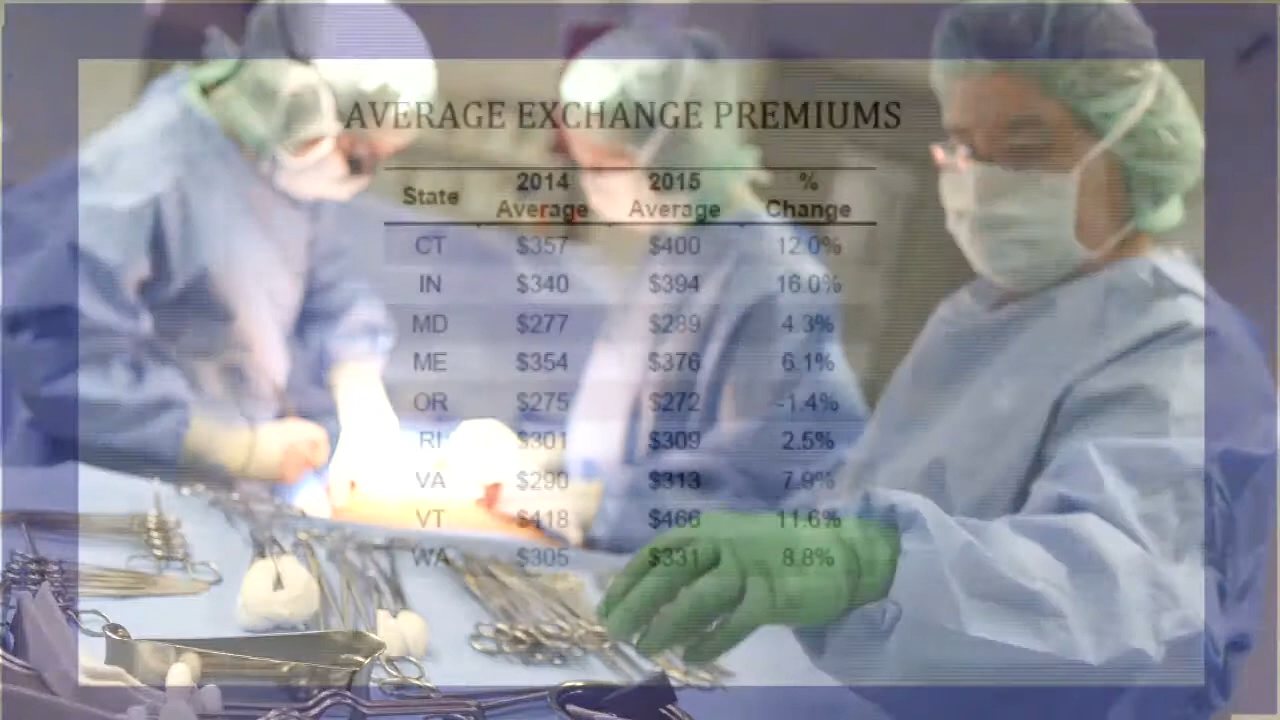 AVERAGE EXCHANGE PREMIUMS
State 2014 Average 2015 Average % Change
CT $357 $400 12.0%
IN $340 $394 16.0%
MD $277 $289 4.3%
ME $354 $376 6.1%
OR $275 $272 -1.4%
RI $301 $309 2.5%
VA $290 $313 7.9%
VT $418 $466 11.6%
WA $305 $331 8.8%